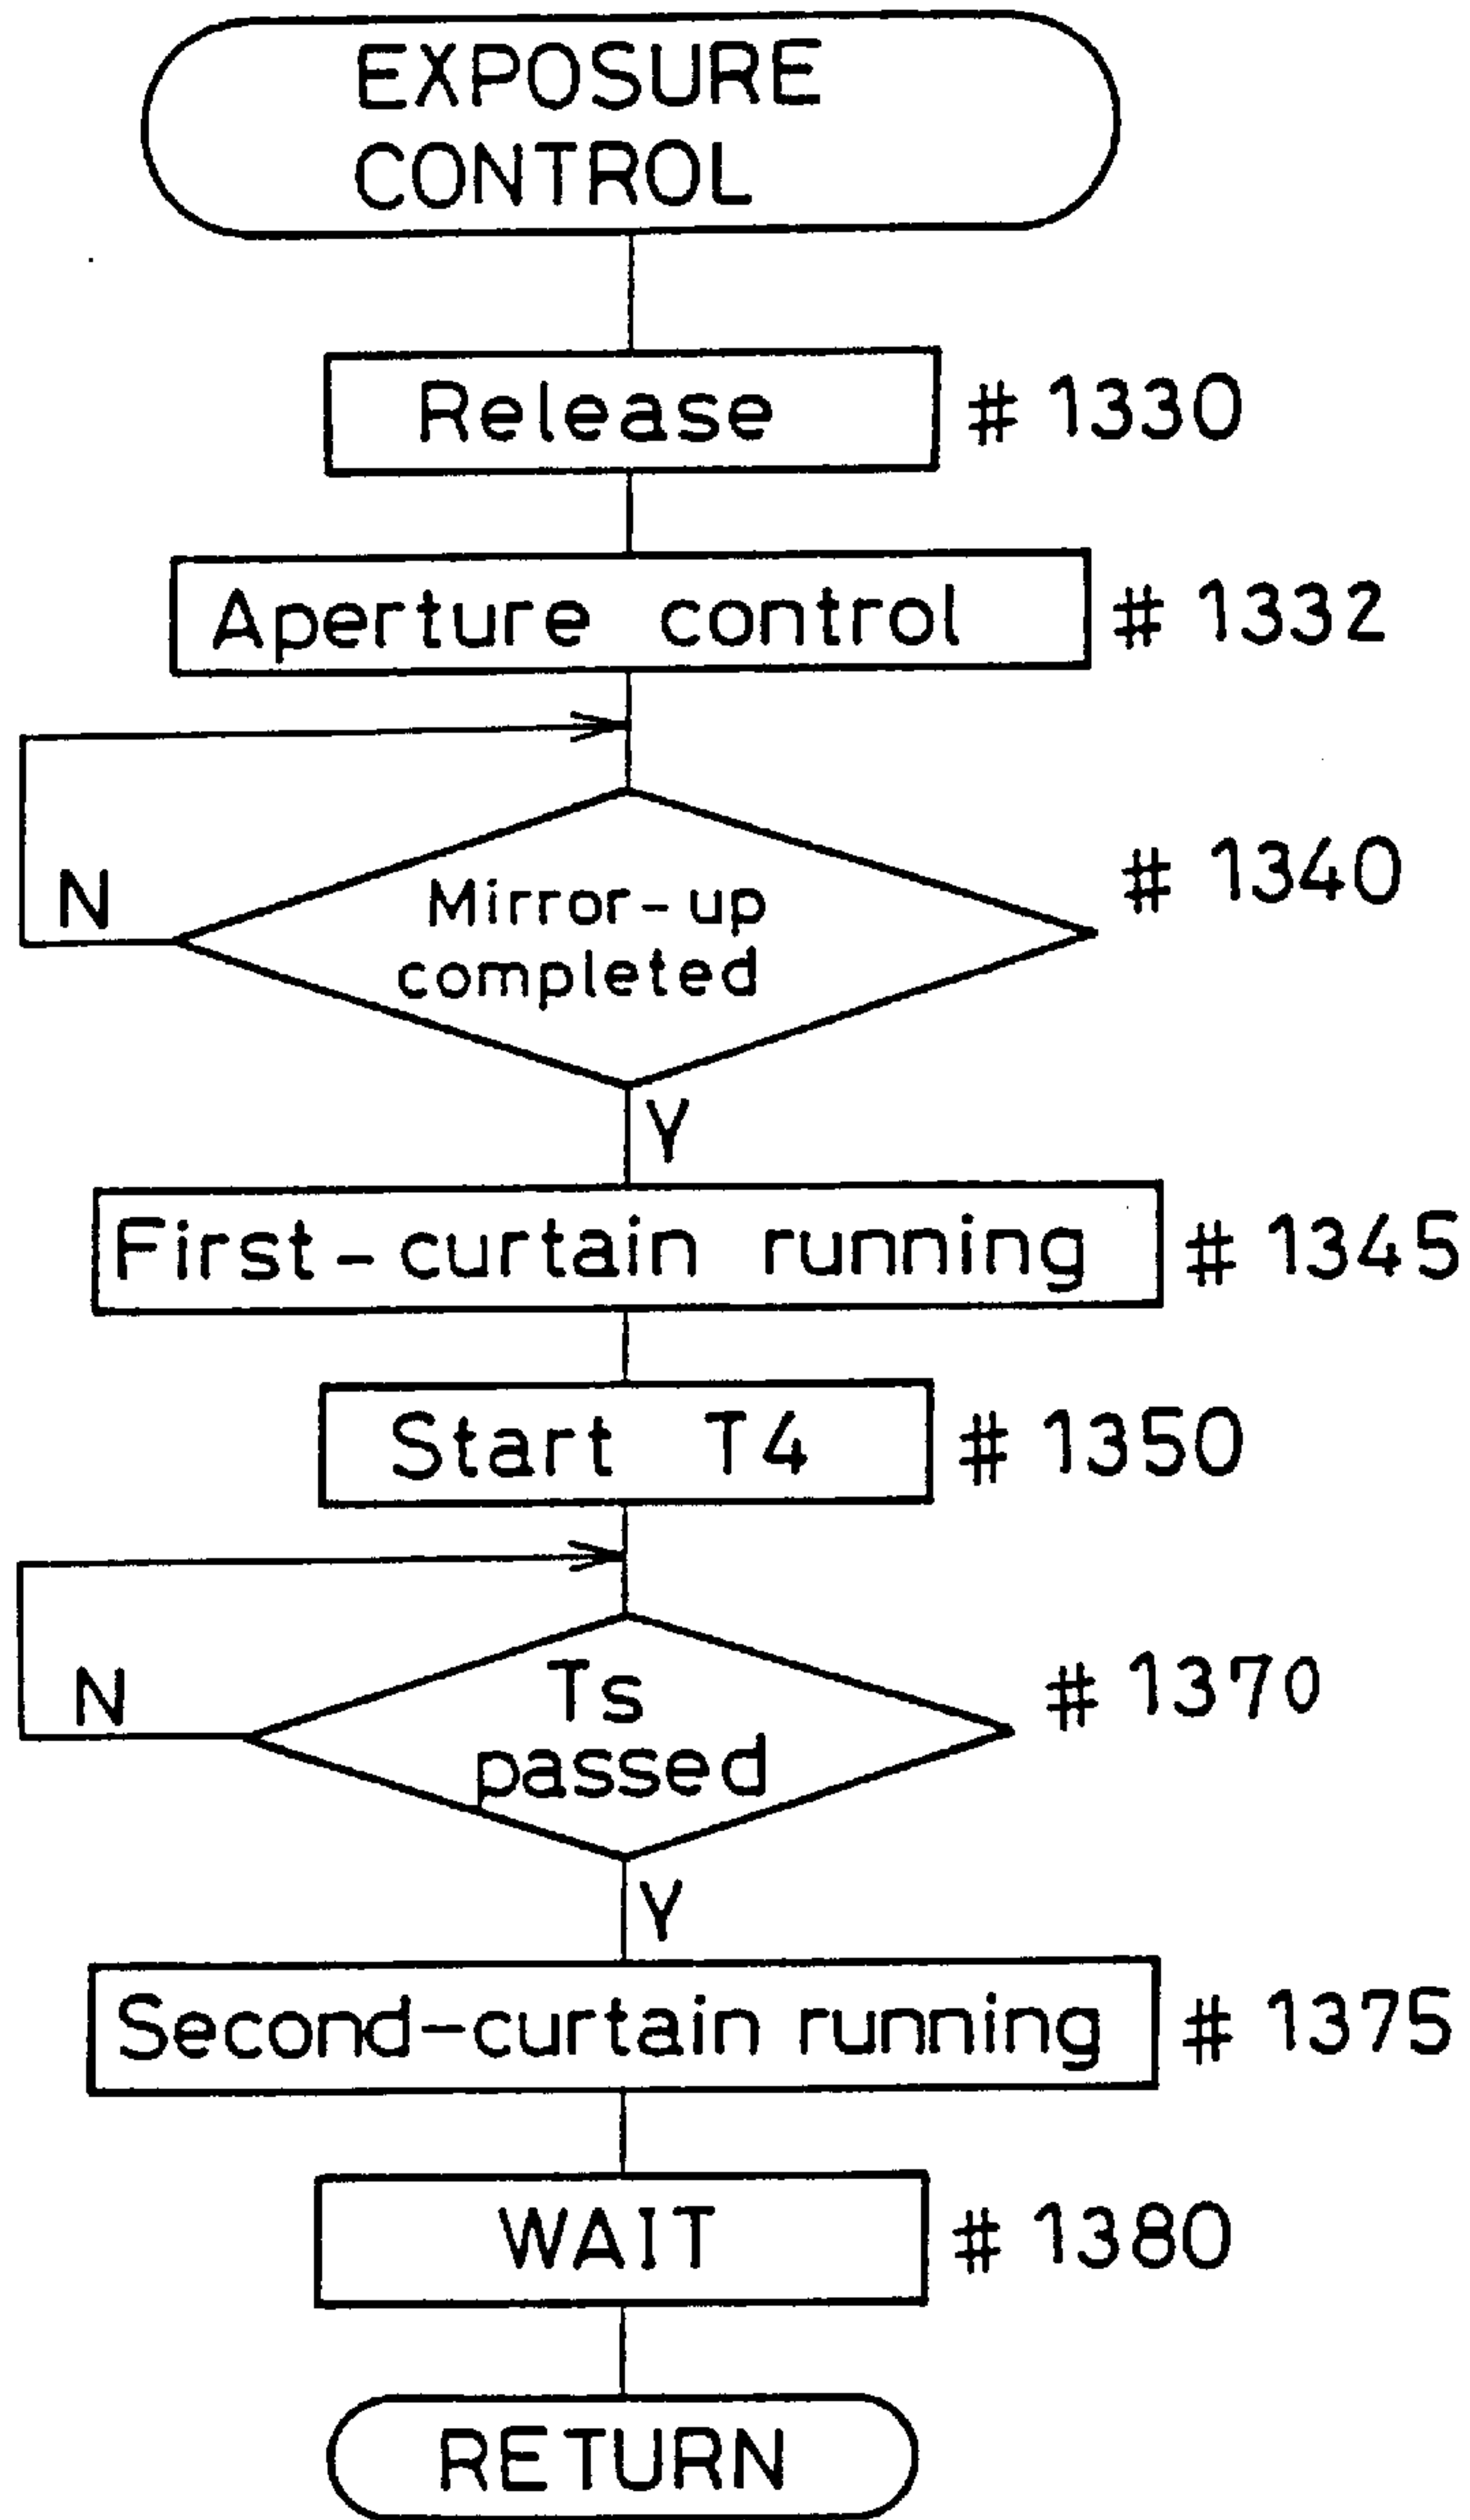 EXPOSURE
CONTROL
Release # 1330
Aperture control # 1332
N
Mirror-up
completed
# 1340
Y
First-curtain running # 1345
Start T4 # 1350
N
Ts
passed
# 1370
Y
Second-curtain running # 1375
WAIT # 1380
RETURN